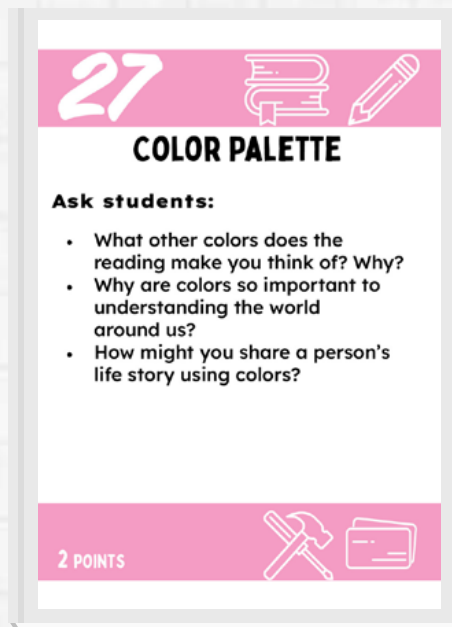 27
COLOR PALETTE
Ask students:
• What other colors does the
reading make you think of? Why?
• Why are colors so important to
understanding the world
around us?
• How might you share a person's
life story using colors?
2 POINTS